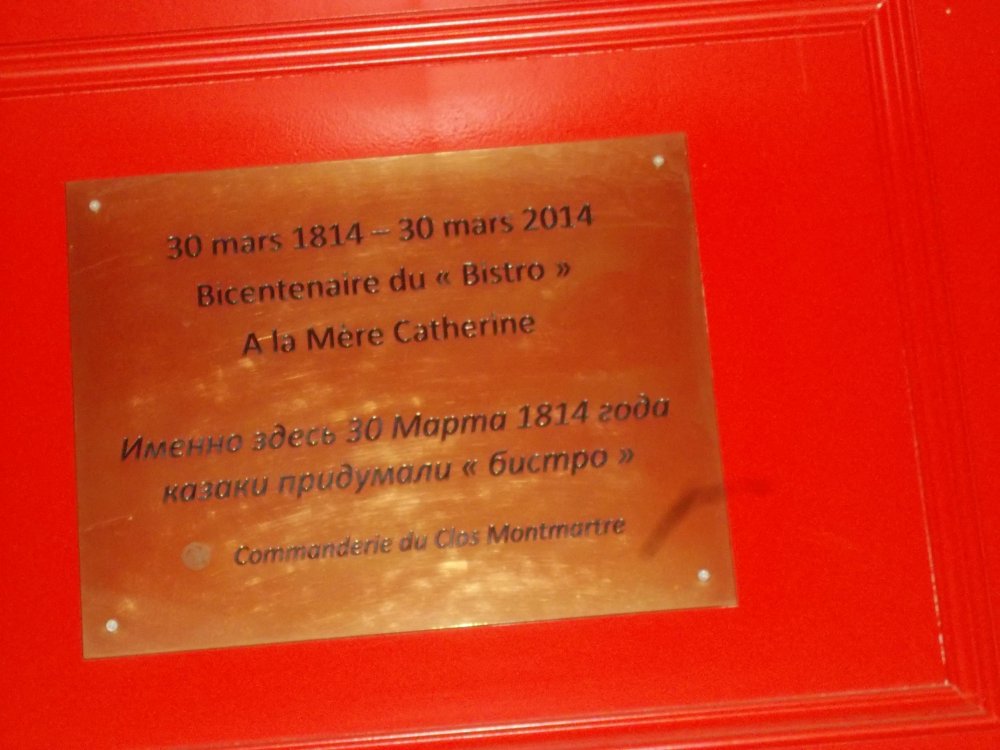 30 mars 1814 – 30 mars 2014
Bicentenaire du « Bistro »
A la Mère Catherine
Именно здесь 30 Марта 1814 года
казаки придумали « бистро »
Commanderie du Clos Montmartre